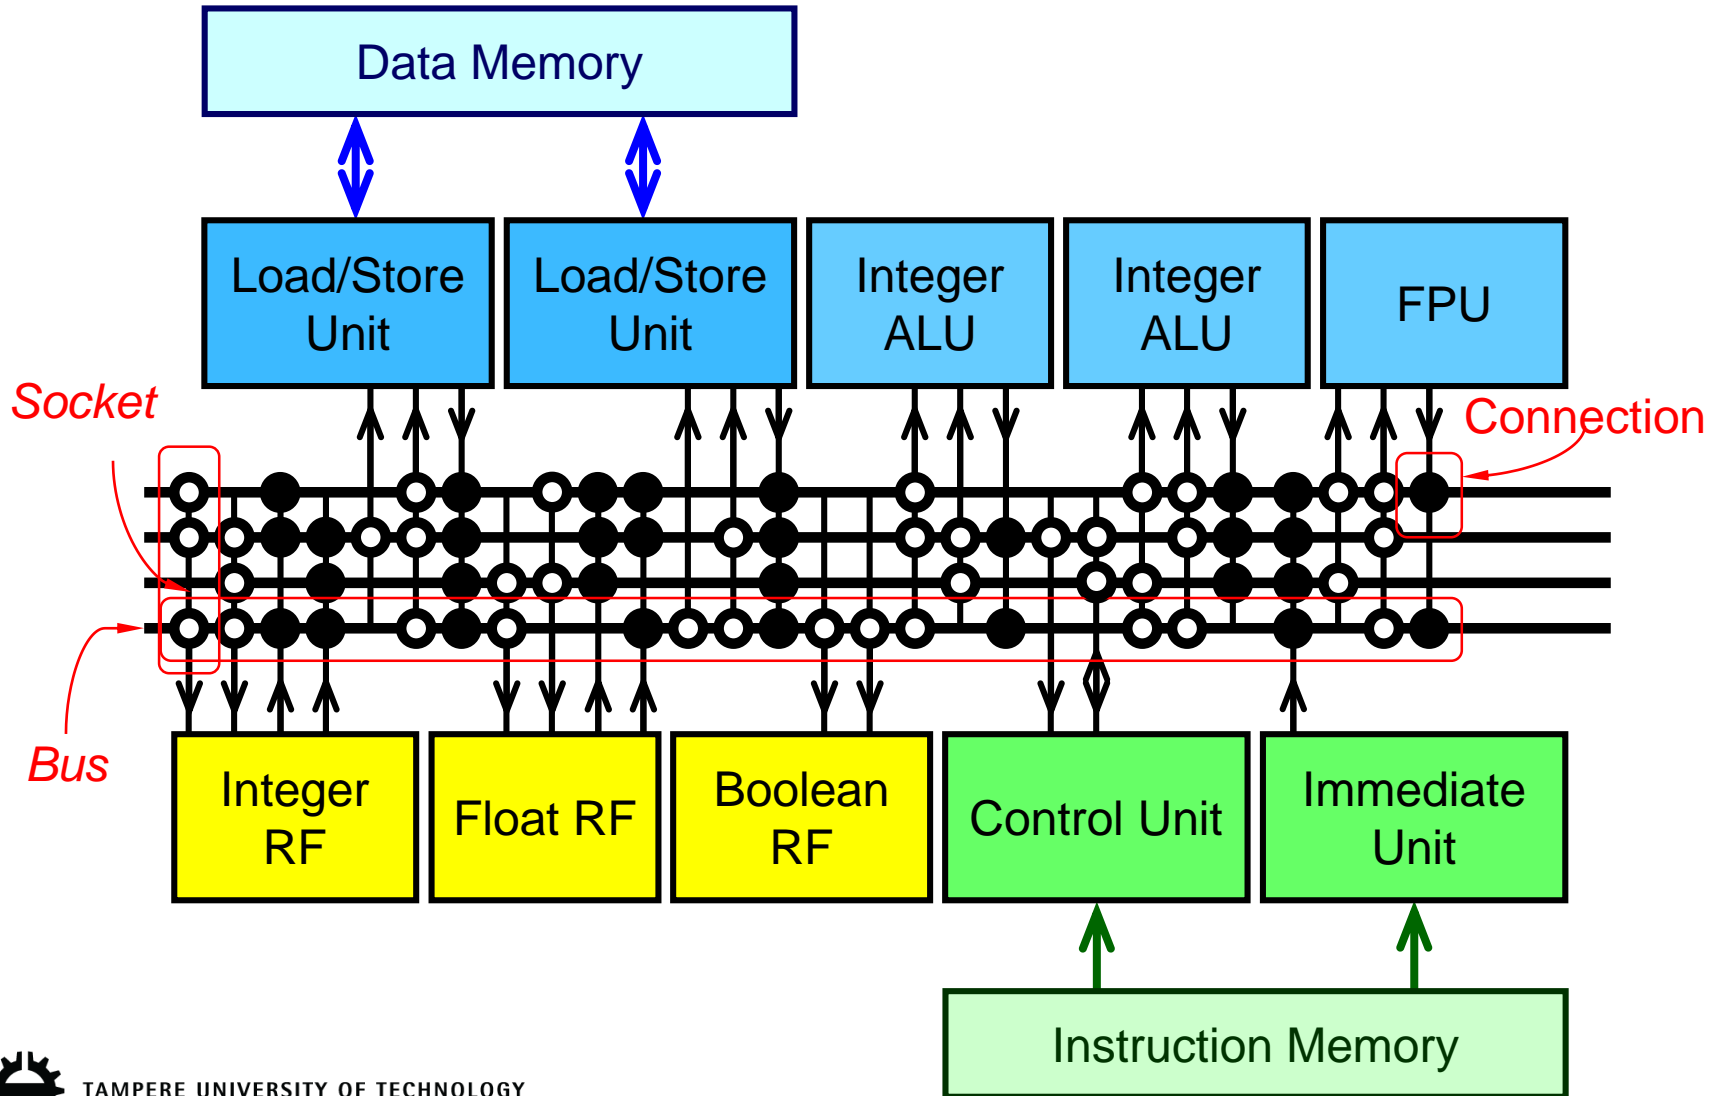 Data Memory
Load/Store
Unit
Load/Store
Unit
Integer
ALU
Integer
ALU
FPU
Socket
Connection
Bus
Integer
RF
Float RF
Boolean
RF
Control Unit
Immediate
Unit
Instruction Memory
TAMPERE UNIVERSITY OF TECHNOLOGY